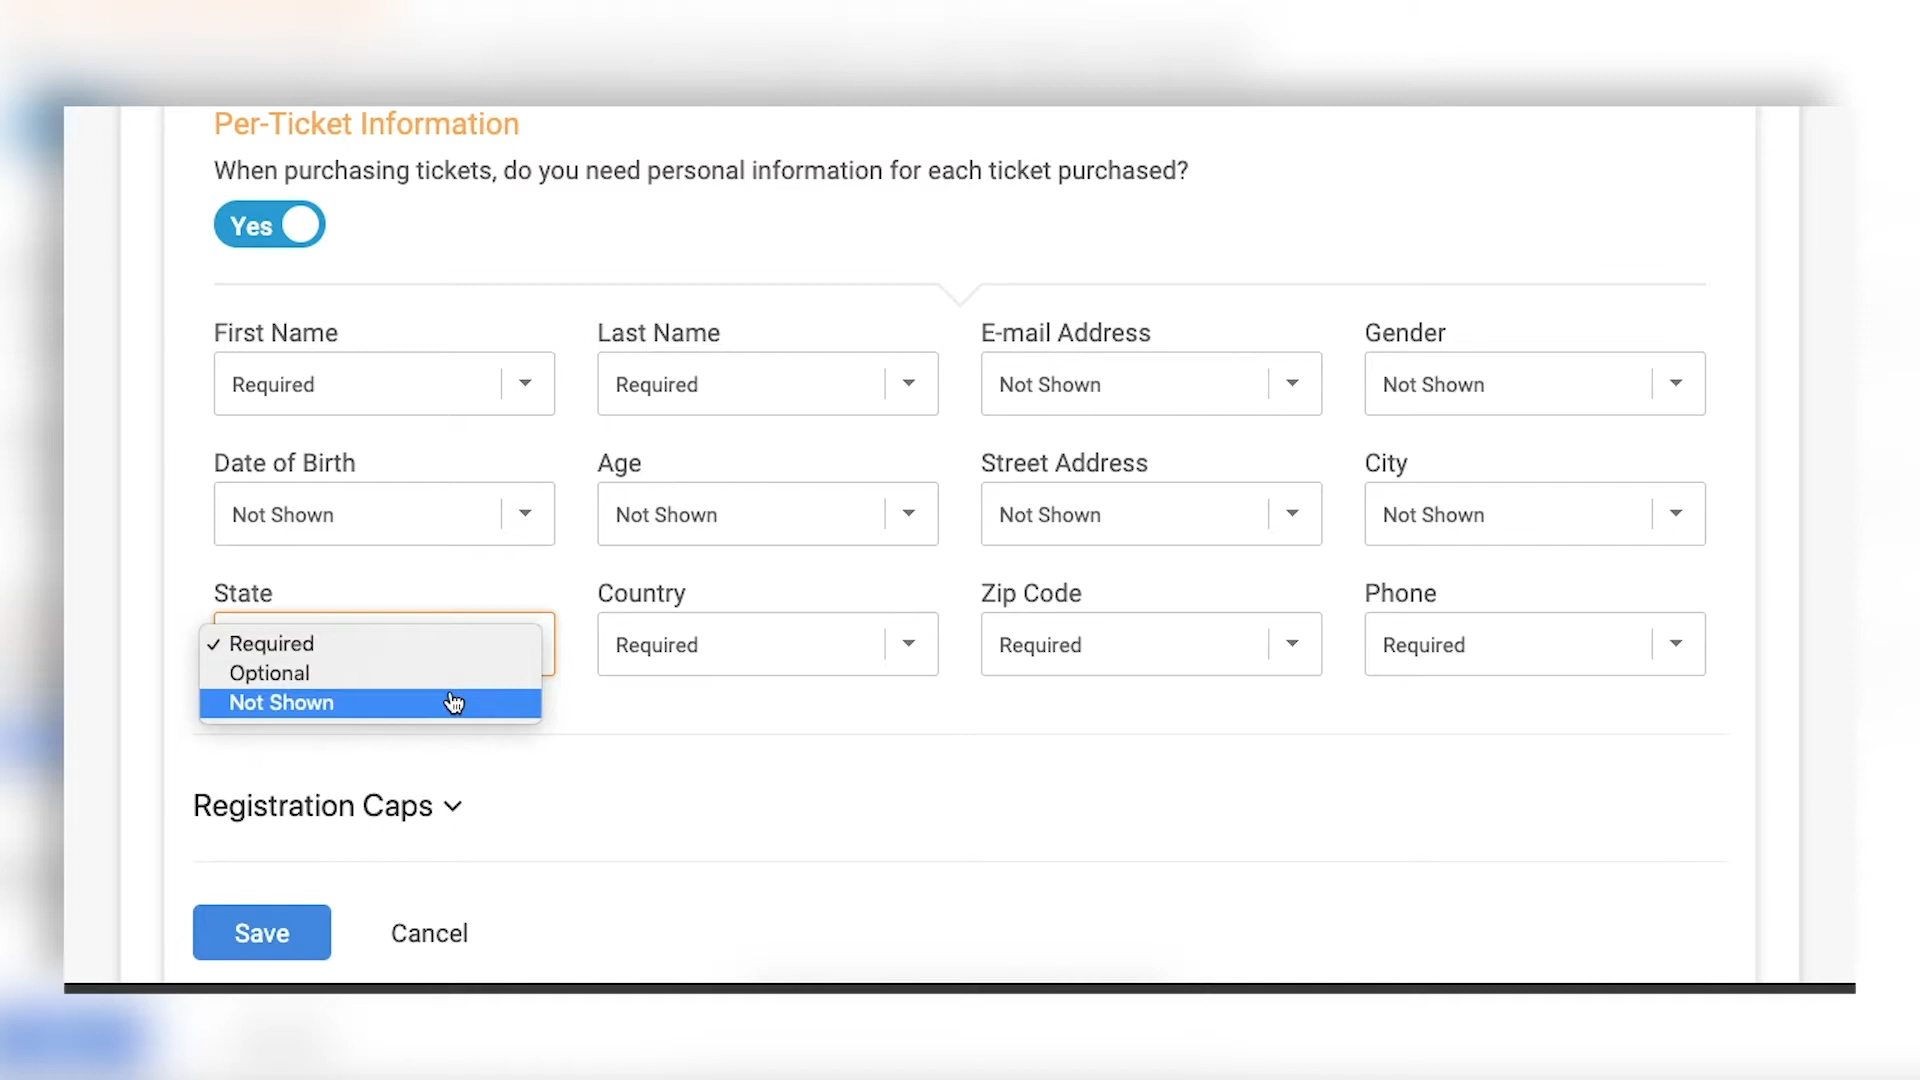 Per-Ticket Information
When purchasing tickets, do you need personal information for each ticket purchased?
Yes
First Name Last Name E-mail Address Gender
Required Required Not Shown Not Shown
Date of Birth Age Street Address City
Not Shown Not Shown Not Shown Not Shown
State Country Zip Code Phone
✓ Required Required Required Required
Optional
Not Shown
Registration Caps
Save Cancel